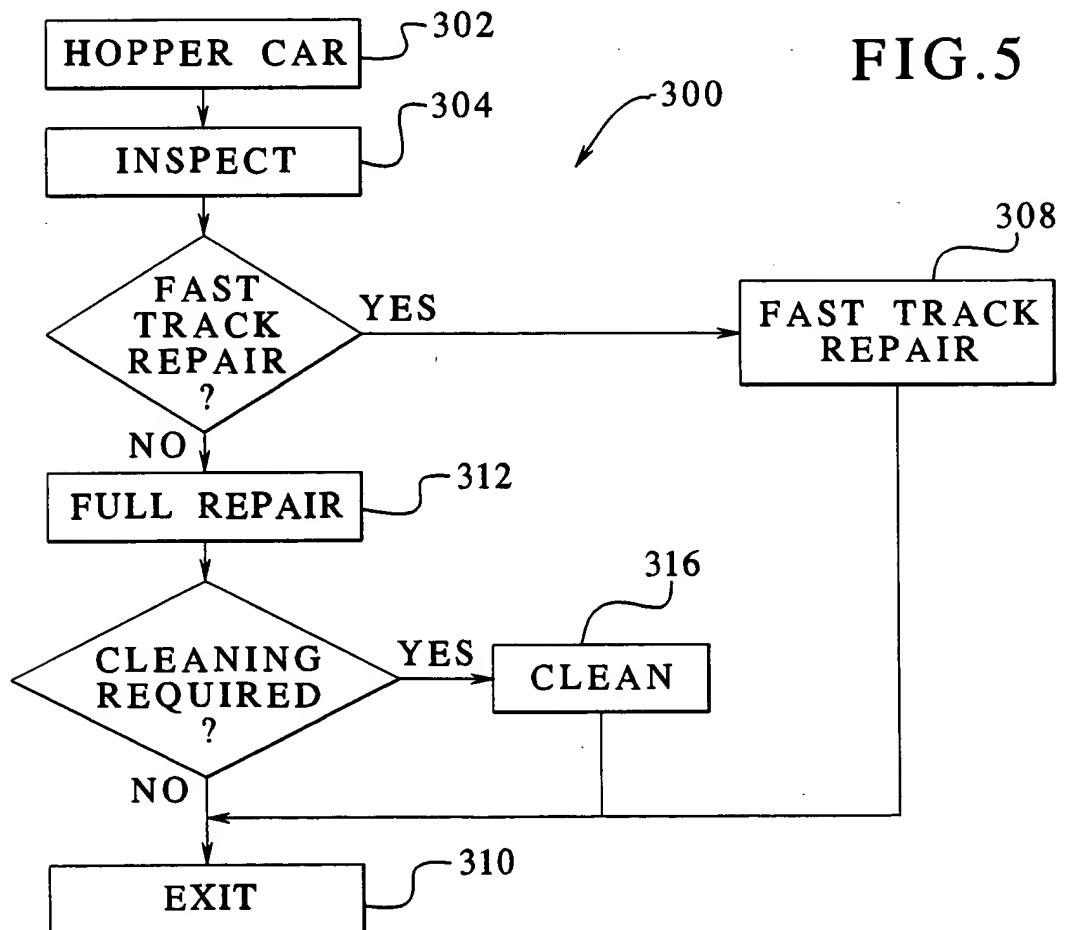 302
HOPPER CAR
FIG.5
300
304
INSPECT
308
FAST
TRACK
REPAIR
?
YES
FAST TRACK
REPAIR
NO
312
FULL REPAIR
316
CLEANING
REQUIRED
?
YES
CLEAN
NO
310
EXIT